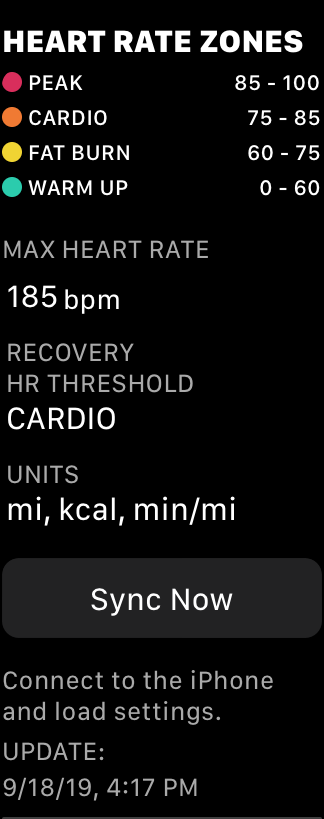 HEART RATE ZONES
PEAK 85 - 100
CARDIO 75 - 85
FAT BURN 60 - 75
WARM UP 0 - 60
MAX HEART RATE
185 bpm
RECOVERY
HR THRESHOLD
CARDIO
UNITS
mi, kcal, min/mi
Sync Now
Connect to the iPhone
and load settings.
UPDATE:
9/18/19, 4:17 PM